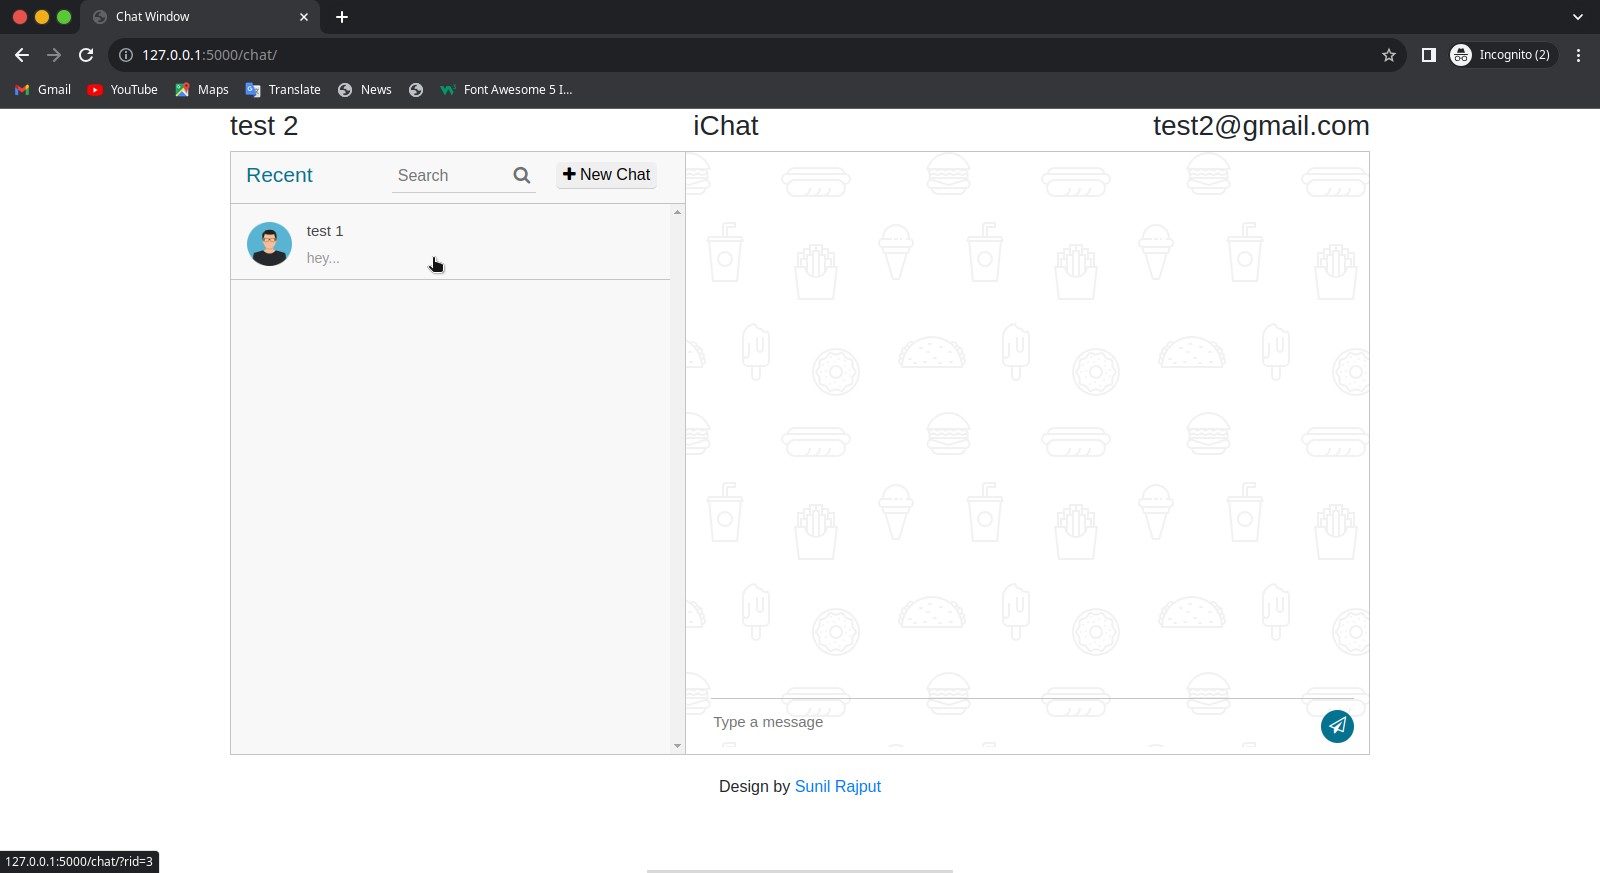 Chat Window
127.0.0.1:5000/chat/
Incognito (2)
Gmail
YouTube
Maps
Translate
News
Font Awesome 5 I...
test 2
iChat
test2@gmail.com
Recent
Search
New Chat
test 1
hey...
Type a message
Design by Sunil Rajput
127.0.0.1:5000/chat/?rid=3